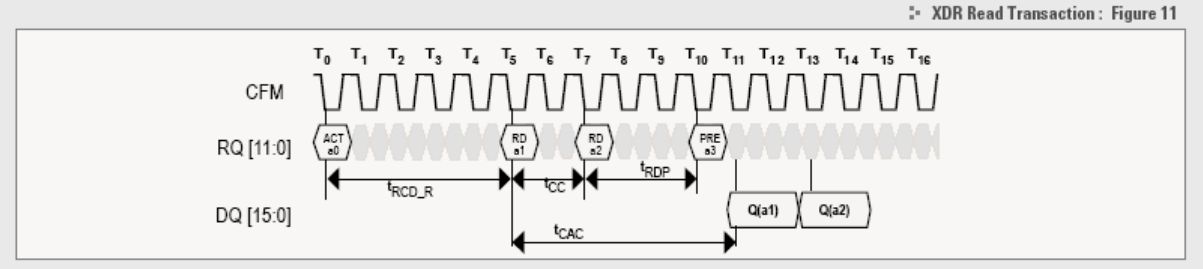 XDR Read Transaction : Figure 11
T0 T1 T2 T3 T4 T5 T6 T7 T8 T9 T10 T11 T12 T13 T14 T15 T16
CFM
RQ [11:0] ACT a0 RD a1 RD a2 PRE a3
tRCD_R tCC tRDP
DQ [15:0] Q(a1) Q(a2)
tCAC